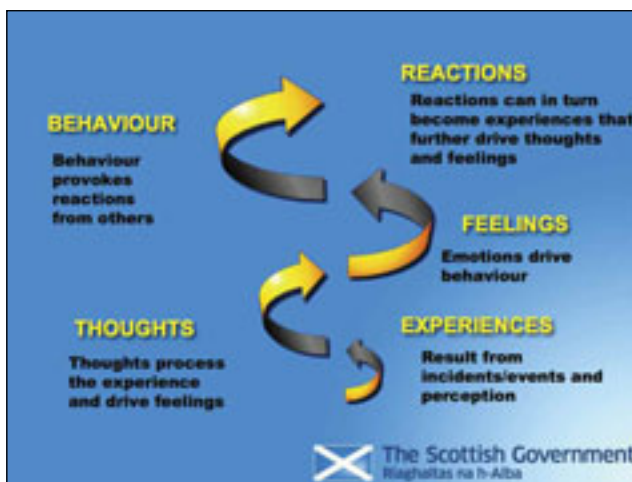 REACTIONS
Reactions can in turn
become experiences that
further drive thoughts
and feelings
BEHAVIOUR
Behaviour
provokes
reactions
from others
FEELINGS
Emotions drive
behaviour
THOUGHTS
Thoughts process
the experience
and drive feelings
EXPERIENCES
Result from
incidents/events and
perception
The Scottish Government
Riaghaltas na h-Alba